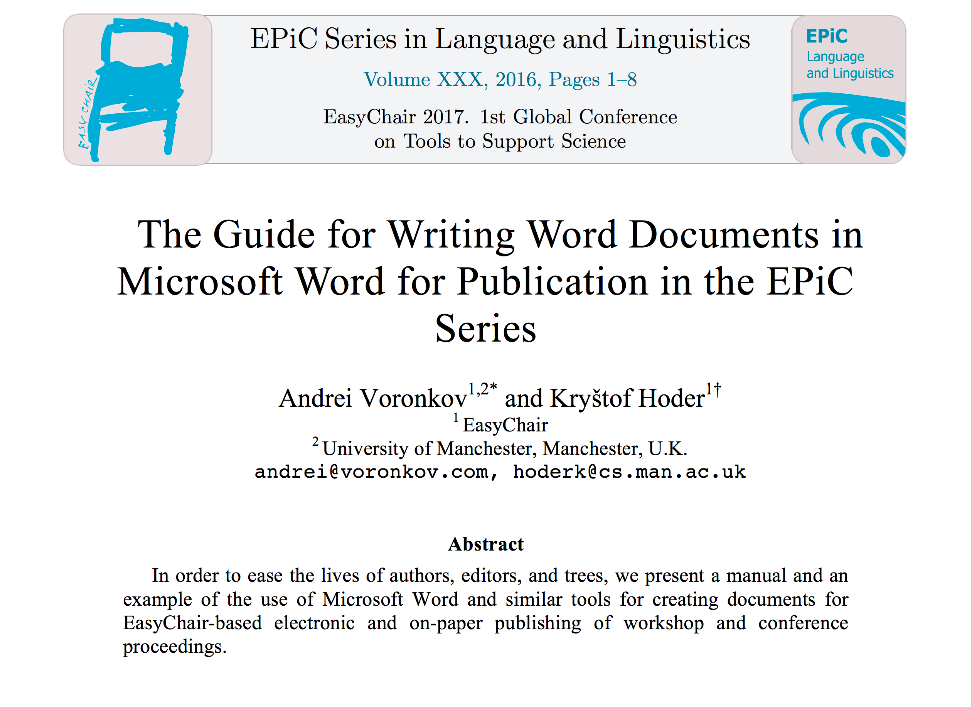 EASY CHAIR
EPiC Series in Language and Linguistics
Volume XXX, 2016, Pages 1–8
EasyChair 2017. 1st Global Conference
on Tools to Support Science
EPiC
Language
and Linguistics
The Guide for Writing Word Documents in
Microsoft Word for Publication in the EPiC
Series
Andrei Voronkov1,2* and Kryštof Hoder1†
1 EasyChair
2 University of Manchester, Manchester, U.K.
andrei@voronkov.com, hoderk@cs.man.ac.uk
Abstract
In order to ease the lives of authors, editors, and trees, we present a manual and an
example of the use of Microsoft Word and similar tools for creating documents for
EasyChair-based electronic and on-paper publishing of workshop and conference
proceedings.